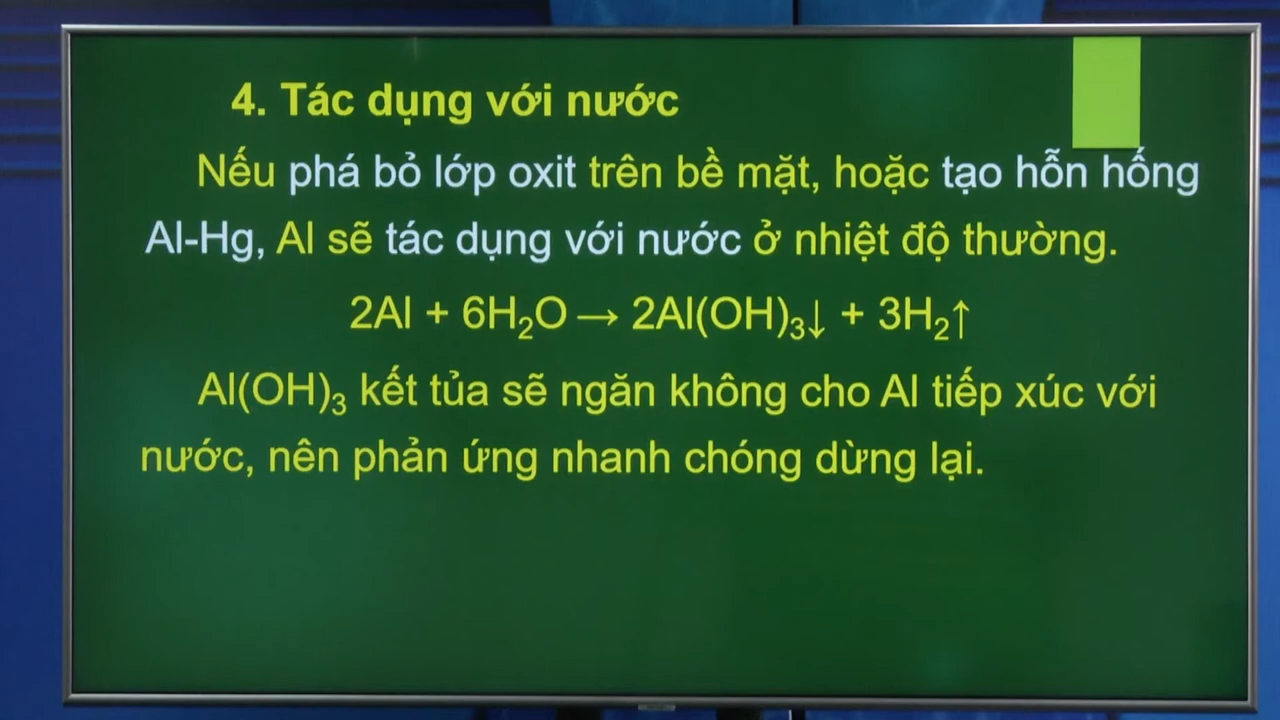 4. Tác dụng với nước
Nếu phá bỏ lớp oxit trên bề mặt, hoặc tạo hỗn hống
Al-Hg, Al sẽ tác dụng với nước ở nhiệt độ thường.
2Al + 6H₂O → 2Al(OH)₃↓ + 3H₂↑
Al(OH)₃ kết tủa sẽ ngăn không cho Al tiếp xúc với
nước, nên phản ứng nhanh chóng dừng lại.